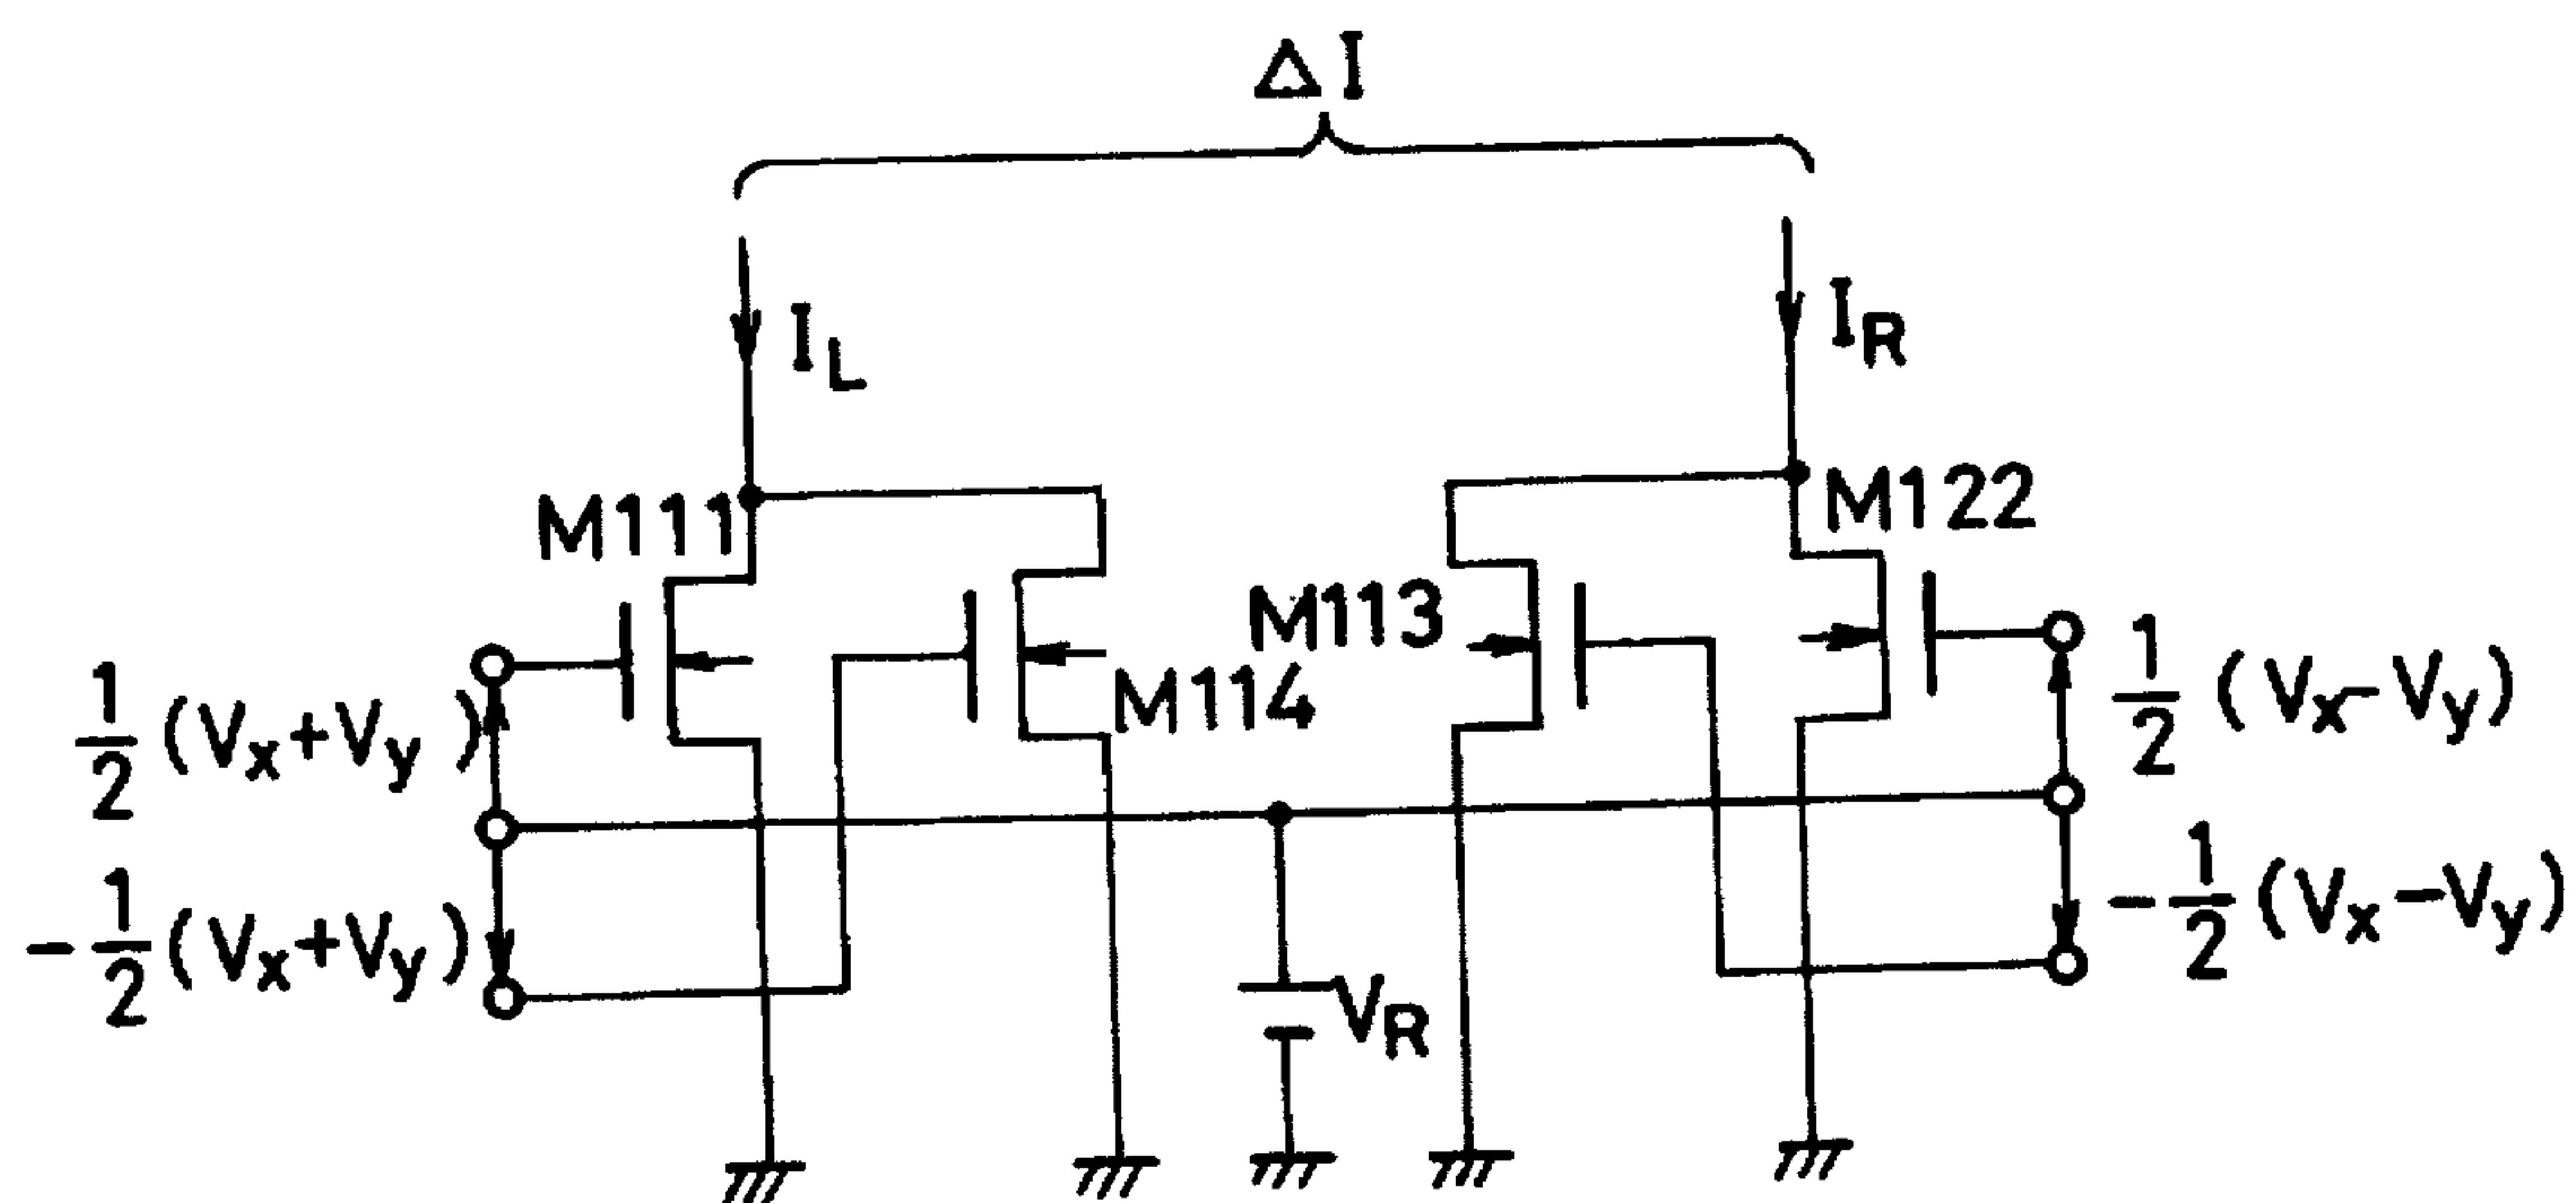 ΔI
I_L
I_R
M111
M122
M113
M114
1/2 (Vx+Vy)
1/2 (Vx−Vy)
−1/2 (Vx+Vy)
−1/2 (Vx−Vy)
V_R